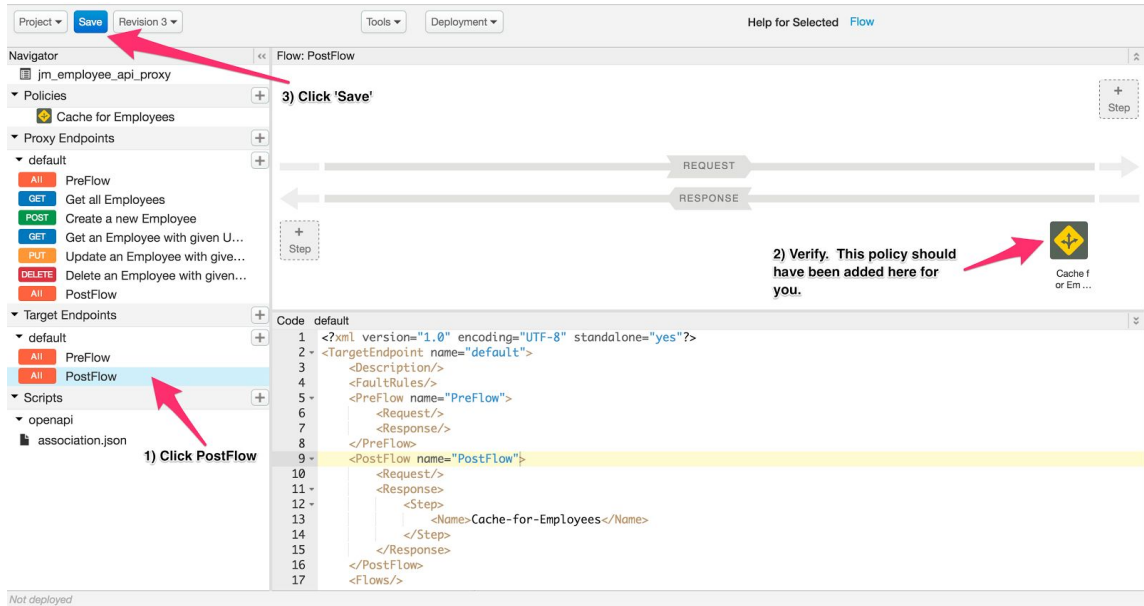 Project Save Revision 3 Tools Deployment Help for Selected Flow
Navigator
jm_employee_api_proxy
Policies
Cache for Employees
Proxy Endpoints
default
All PreFlow
GET Get all Employees
POST Create a new Employee
GET Get an Employee with given U...
PUT Update an Employee with give...
DELETE Delete an Employee with given...
All PostFlow
Target Endpoints
default
All PreFlow
All PostFlow
Scripts
openapi
association.json
1) Click PostFlow
Flow: PostFlow
3) Click 'Save'
+
Step
REQUEST
RESPONSE
+
Step
2) Verify. This policy should
have been added here for
you.
Cache f
or Em ...
Code default
1 <?xml version="1.0" encoding="UTF-8" standalone="yes"?>
2 <TargetEndpoint name="default">
3 <Description/>
4 <FaultRules/>
5 <PreFlow name="PreFlow">
6 <Request/>
7 <Response/>
8 </PreFlow>
9 <PostFlow name="PostFlow">
10 <Request/>
11 <Response>
12 <Step>
13 <Name>Cache-for-Employees</Name>
14 </Step>
15 </Response>
16 </PostFlow>
17 <Flows/>
Not deployed